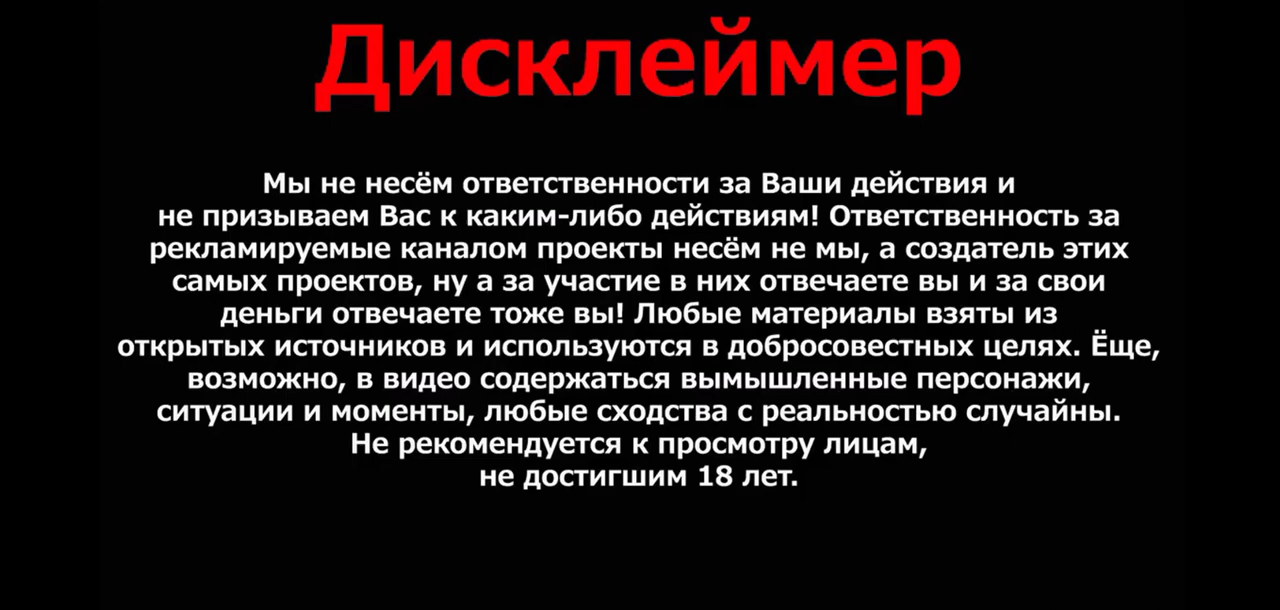 Дисклеймер
Мы не несём ответственности за Ваши действия и
не призываем Вас к каким-либо действиям! Ответственность за
рекламируемые каналом проекты несём не мы, а создатель этих
самых проектов, ну а за участие в них отвечаете вы и за свои
деньги отвечаете тоже вы! Любые материалы взяты из
открытых источников и используются в добросовестных целях. Ёще,
возможно, в видео содержаться вымышленные персонажи,
ситуации и моменты, любые сходства с реальностью случайны.
Не рекомендуется к просмотру лицам,
не достигшим 18 лет.